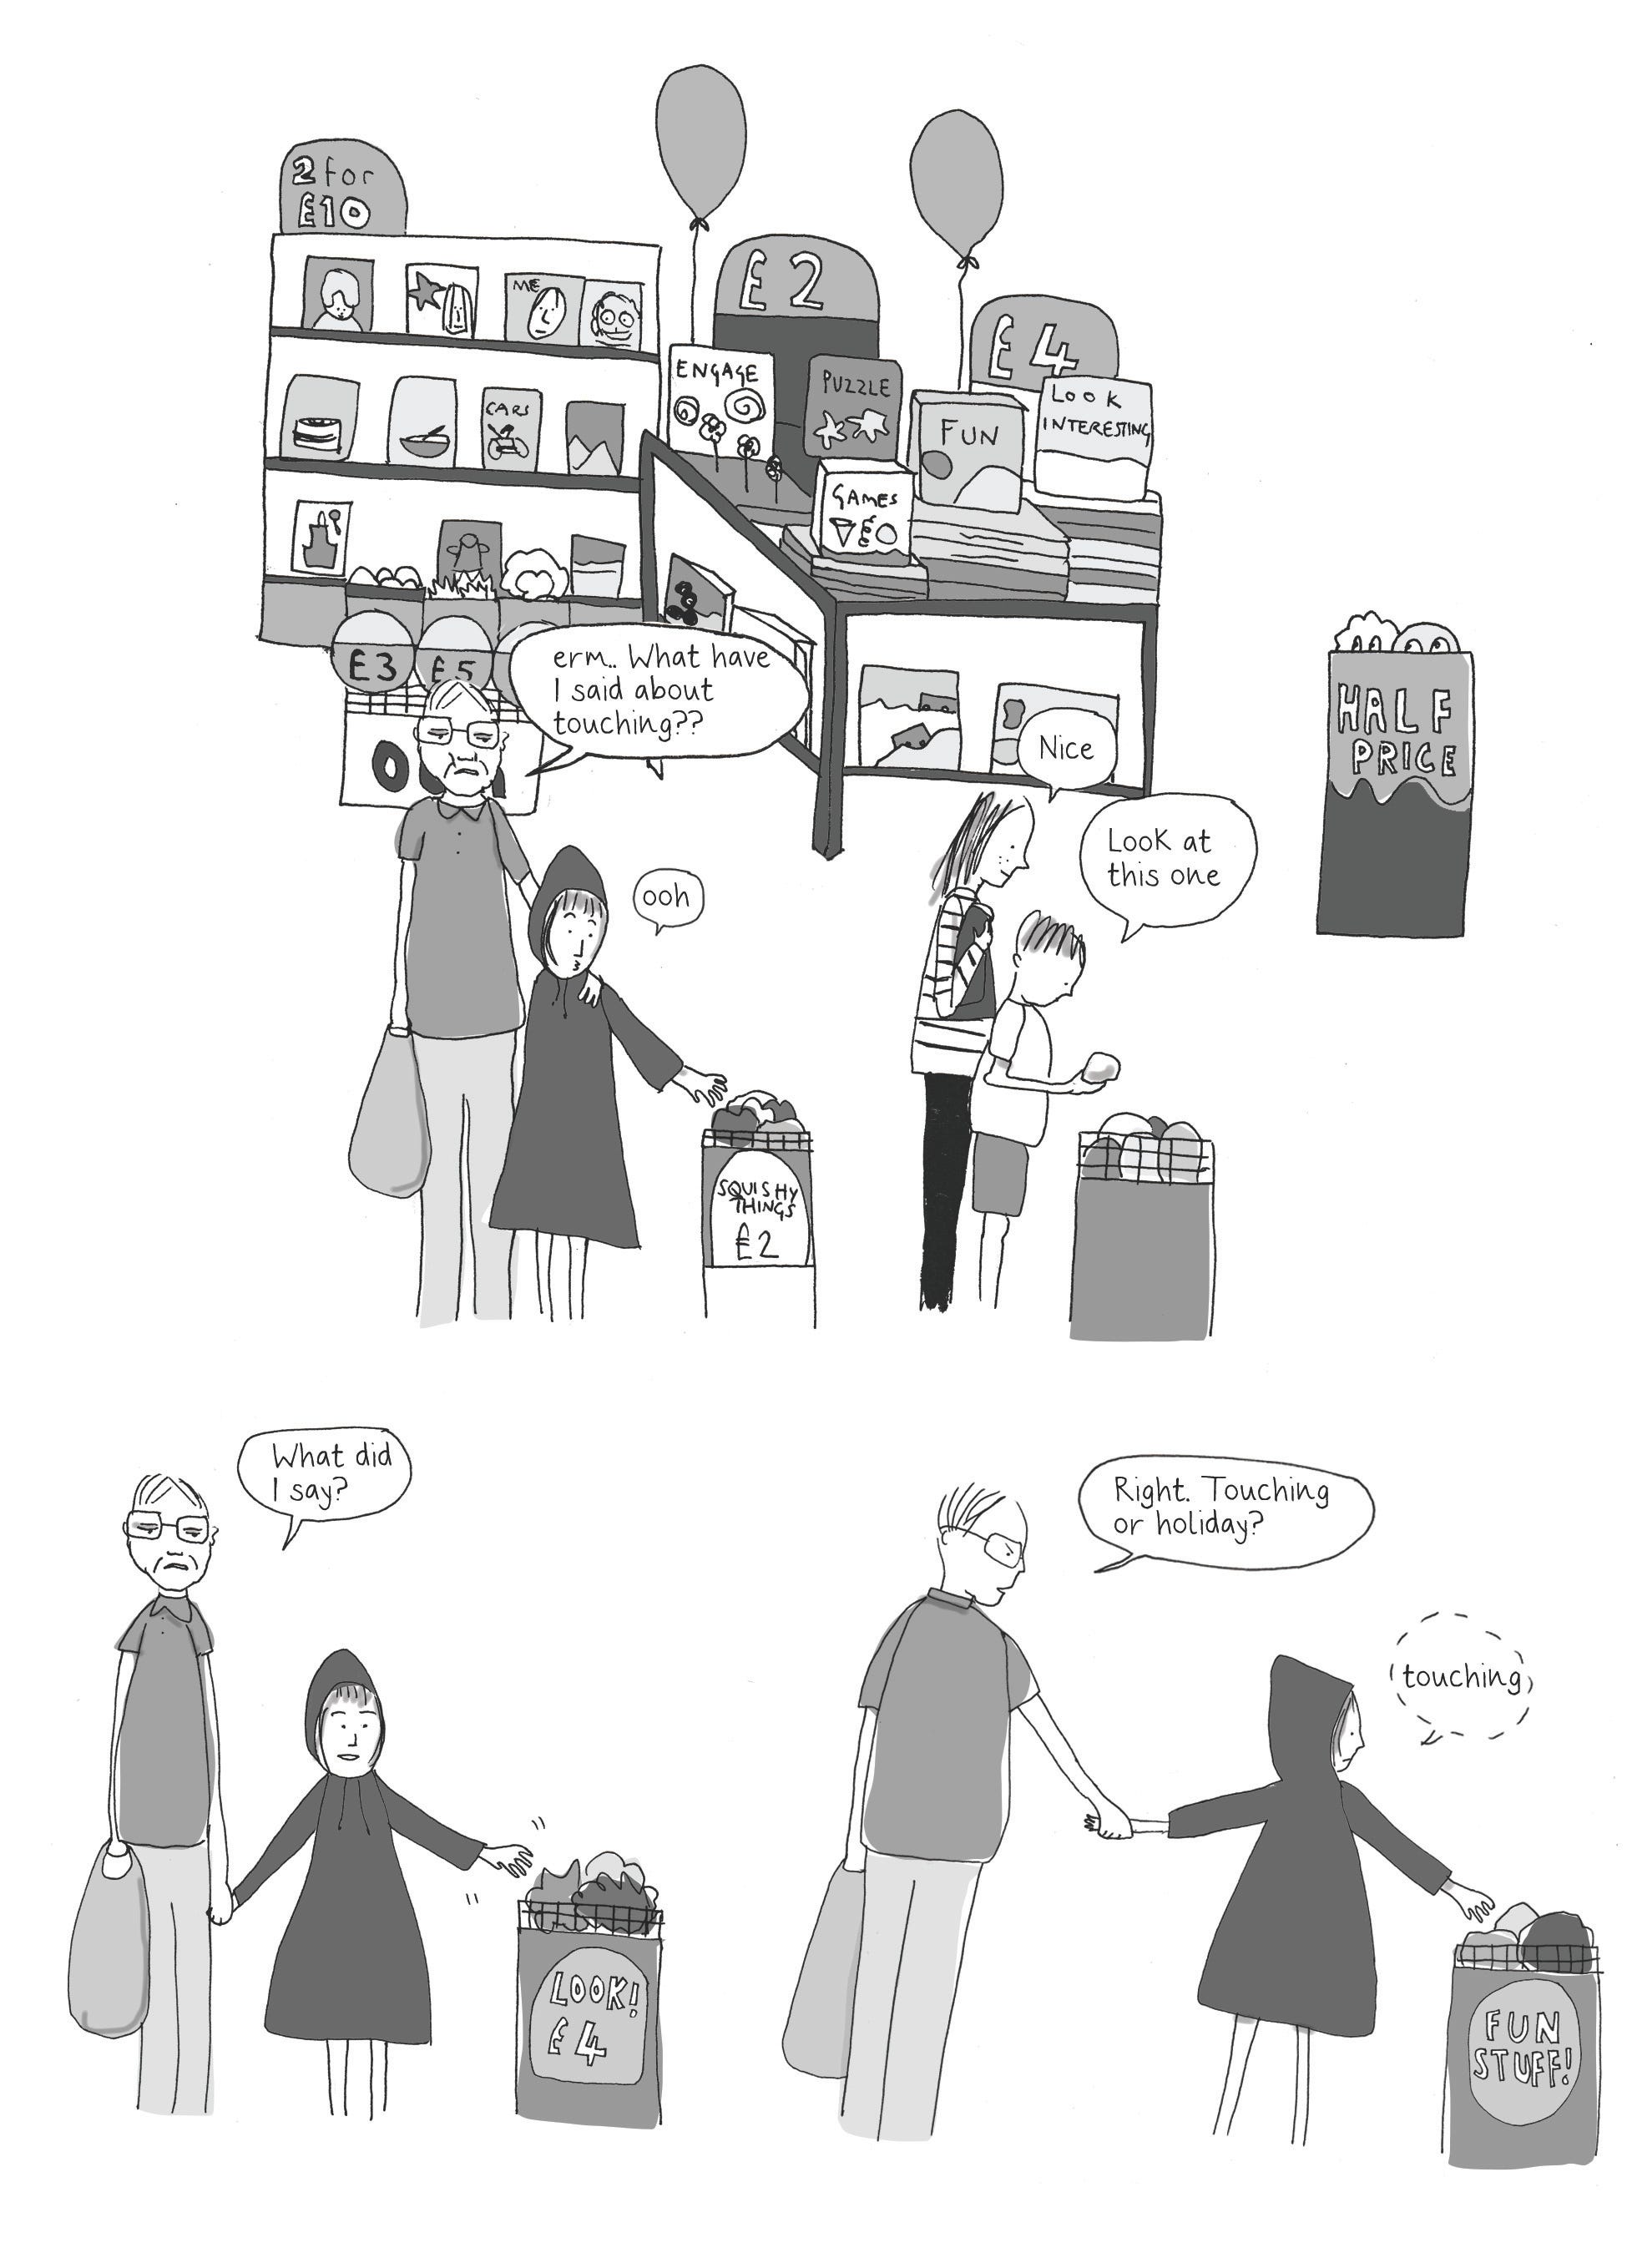 2 for
£10
£2
£4
ME
ENGAGE
PUZZLE
FUN
LOOK
INTERESTING
CARS
GAMES
£3
£5
erm.. What have
I said about
touching??
HALF
PRICE
Nice
Look at
this one
ooh
SQUISHY
THINGS
£2
What did
I say?
LOOK!
£4
Right. Touching
or holiday?
touching
FUN
STUFF!